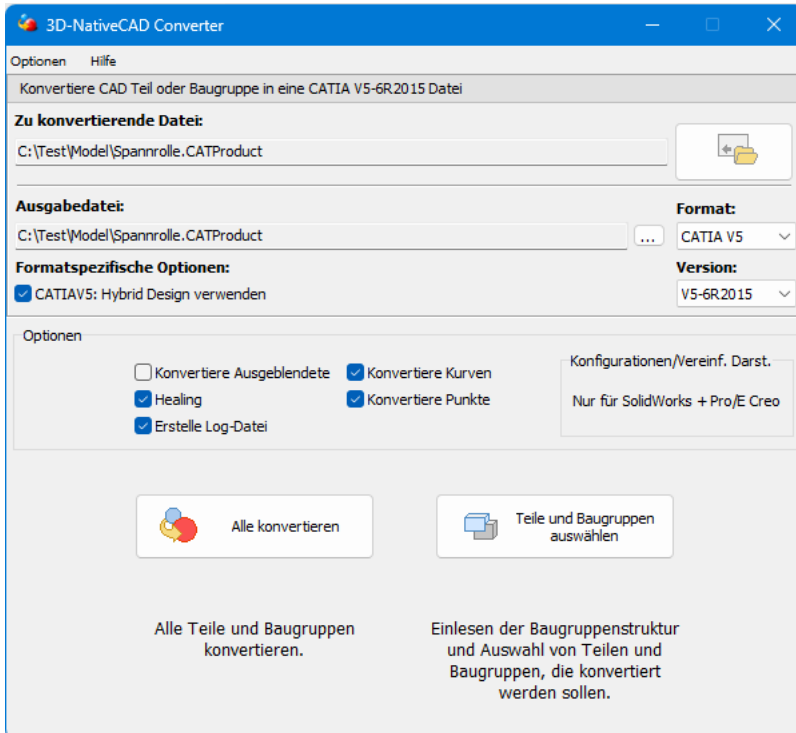 3D-NativeCAD Converter
Optionen Hilfe
Konvertiere CAD Teil oder Baugruppe in eine CATIA V5-6R2015 Datei
Zu konvertierende Datei:
C:\Test\Model\Spannrolle.CATProduct
Ausgabedatei:
Format:
C:\Test\Model\Spannrolle.CATProduct
...
CATIA V5
Formatspezifische Optionen:
Version:
CATIAV5: Hybrid Design verwenden
V5-6R2015
Optionen
Konvertiere Ausgeblendete
Konvertiere Kurven
Healing
Konvertiere Punkte
Erstelle Log-Datei
Konfigurationen/Vereinf. Darst.
Nur für SolidWorks + Pro/E Creo
Alle konvertieren
Teile und Baugruppen
auswählen
Alle Teile und Baugruppen
konvertieren.
Einlesen der Baugruppenstruktur
und Auswahl von Teilen und
Baugruppen, die konvertiert
werden sollen.